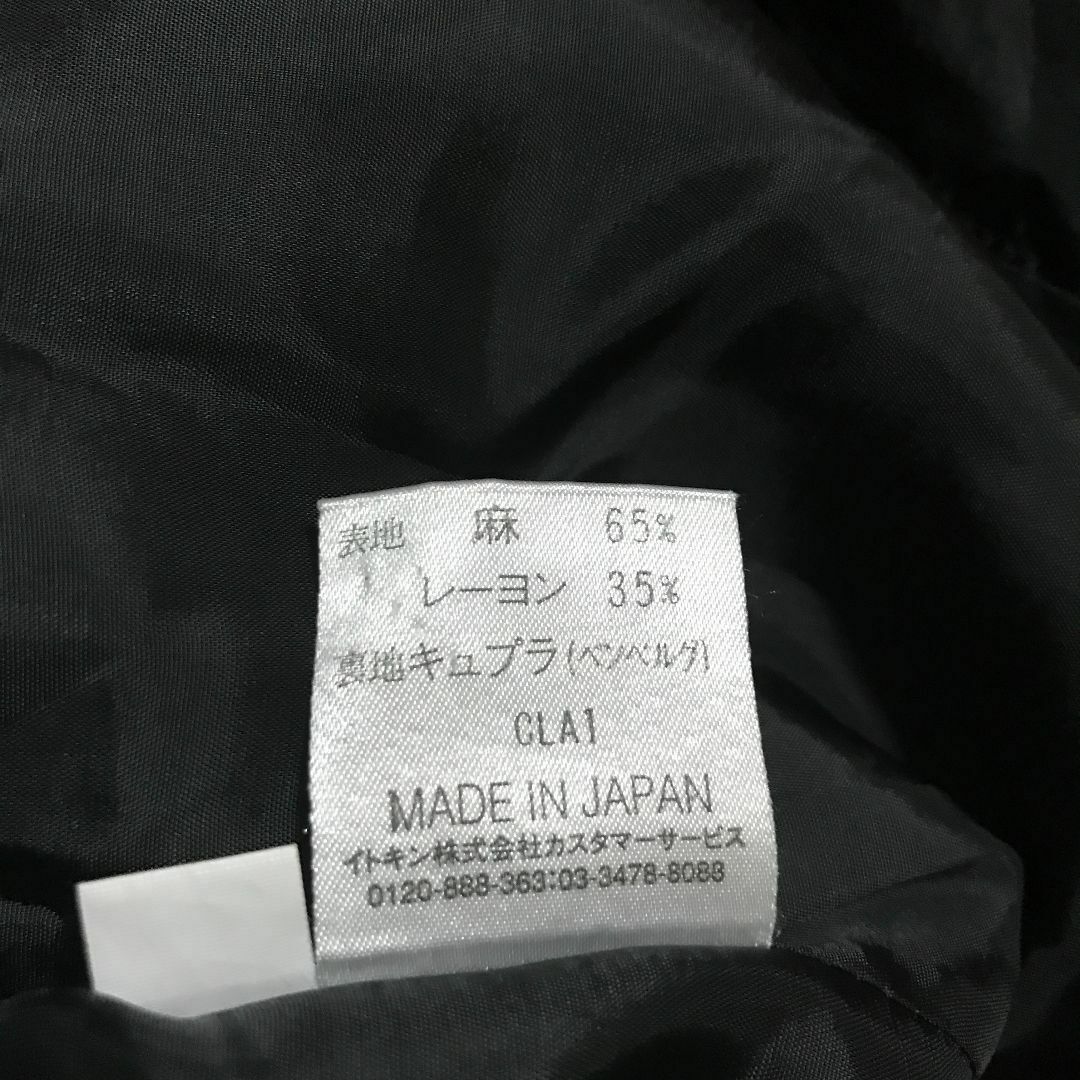 表地 麻 65%
レーヨン 35%
裏地キュプラ(ベンベルグ)
CLA1
MADE IN JAPAN
イトキン株式会社カスタマーサービス
0120-888-363:03-3478-8088